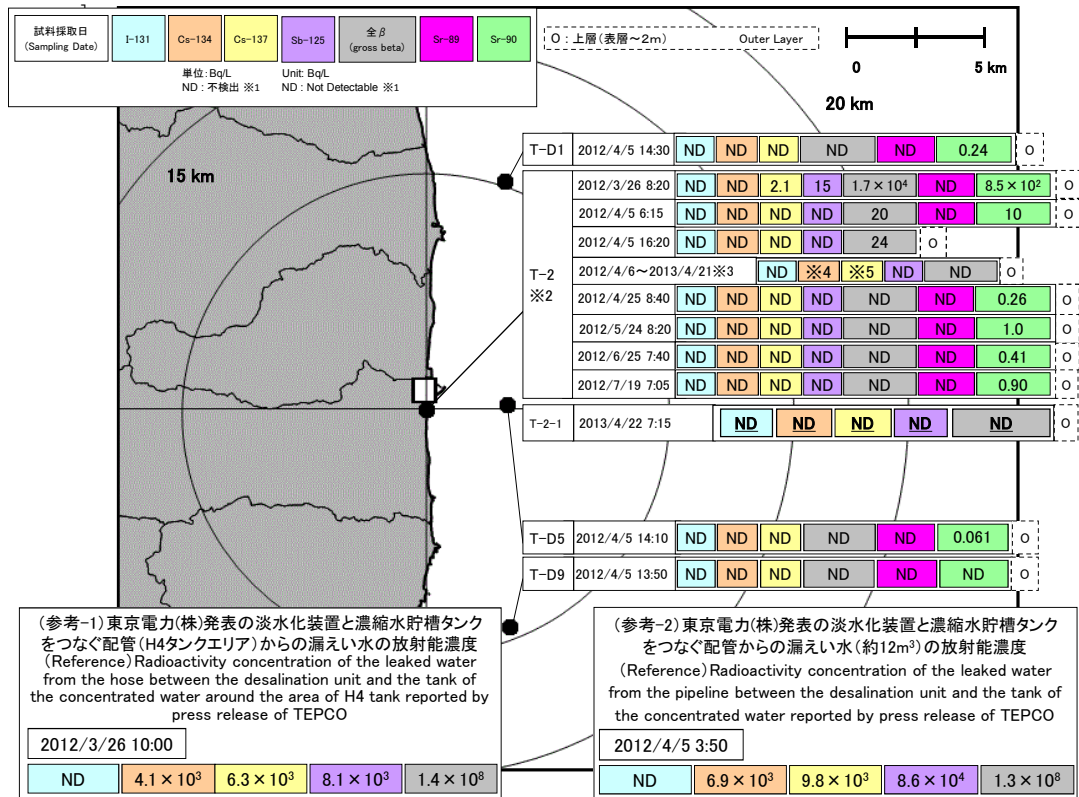 試料採取日
(Sampling Date)
I-131
Cs-134
Cs-137
Sb-125
全β
(gross beta)
Sr-89
Sr-90
単位:Bq/L
Unit: Bq/L
ND : 不検出 ※1
ND : Not Detectable ※1
O : 上層(表層~2m) Outer Layer
0 5 km
20 km
15 km
T-D1 2012/4/5 14:30 ND ND ND ND ND 0.24 O
T-2
※2
2012/3/26 8:20 ND ND 2.1 15 1.7×10⁴ ND 8.5×10² O
2012/4/5 6:15 ND ND ND ND 20 ND 10 O
2012/4/5 16:20 ND ND ND ND 24 O
2012/4/6~2013/4/21※3 ND ※4 ※5 ND ND O
2012/4/25 8:40 ND ND ND ND ND ND 0.26 O
2012/5/24 8:20 ND ND ND ND ND ND 1.0 O
2012/6/25 7:40 ND ND ND ND ND ND 0.41 O
2012/7/19 7:05 ND ND ND ND ND ND 0.90 O
T-2-1 2013/4/22 7:15 ND ND ND ND ND O
T-D5 2012/4/5 14:10 ND ND ND ND ND 0.061 O
T-D9 2012/4/5 13:50 ND ND ND ND ND ND O
(参考-1)東京電力(株)発表の淡水化装置と濃縮水貯槽タンク
をつなぐ配管(H4タンクエリア)からの漏えい水の放射能濃度
(Reference)Radioactivity concentration of the leaked water
from the hose between the desalination unit and the tank of
the concentrated water around the area of H4 tank reported by
press release of TEPCO
2012/3/26 10:00
ND 4.1×10³ 6.3×10³ 8.1×10³ 1.4×10⁸
(参考-2)東京電力(株)発表の淡水化装置と濃縮水貯槽タンク
をつなぐ配管からの漏えい水(約12m³)の放射能濃度
(Reference)Radioactivity concentration of the leaked water
from the pipeline between the desalination unit and the tank of
the concentrated water reported by press release of TEPCO
2012/4/5 3:50
ND 6.9×10³ 9.8×10³ 8.6×10⁴ 1.3×10⁸